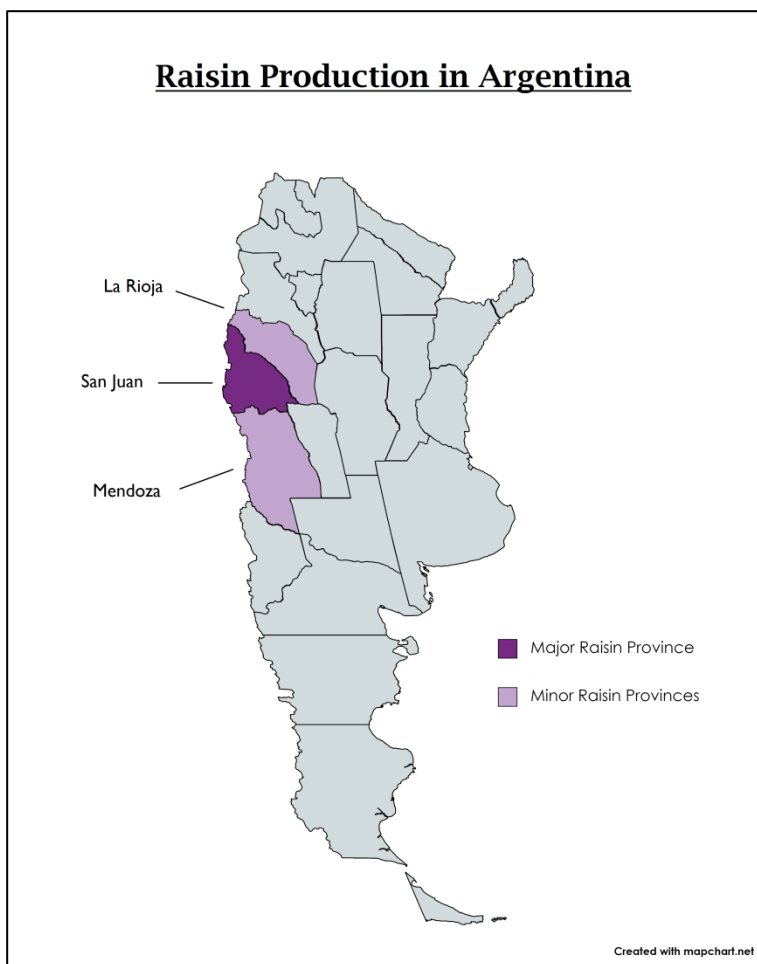 Raisin Production in Argentina
La Rioja
San Juan
Mendoza
Major Raisin Province
Minor Raisin Provinces
Created with mapchart.net